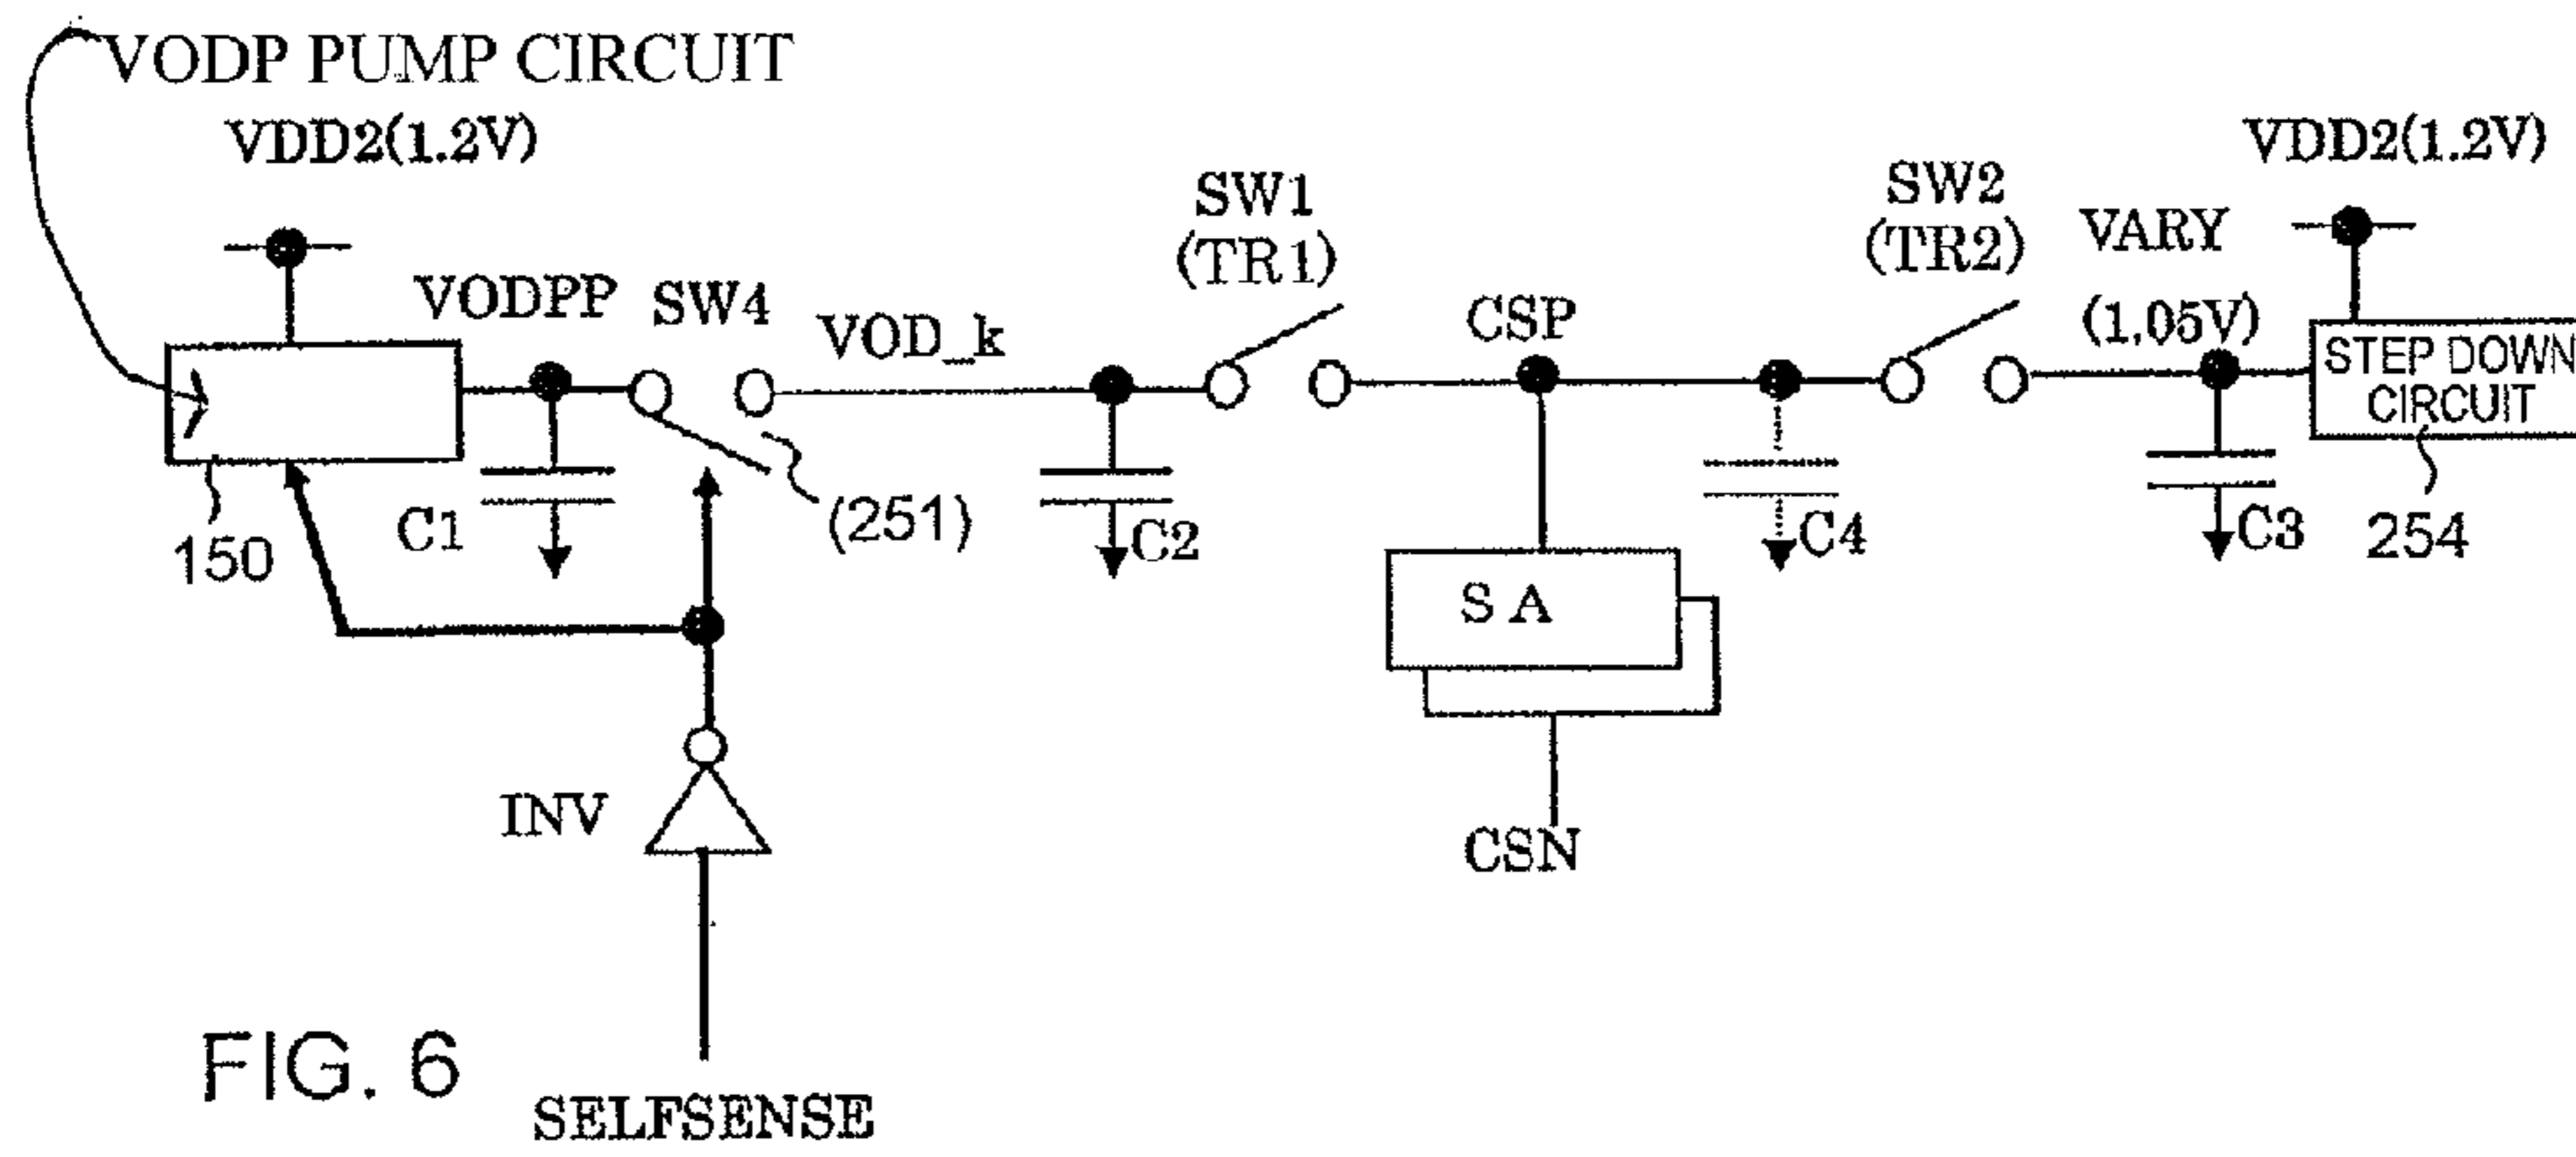 VODP PUMP CIRCUIT
VDD2(1.2V)
VODPP
SW4
VOD_k
SW1
(TR1)
CSP
SW2
(TR2)
VARY
(1.05V)
VDD2(1.2V)
STEP DOWN
CIRCUIT
150
C1
(251)
C2
S A
C4
C3
254
INV
CSN
FIG. 6
SELFSENSE